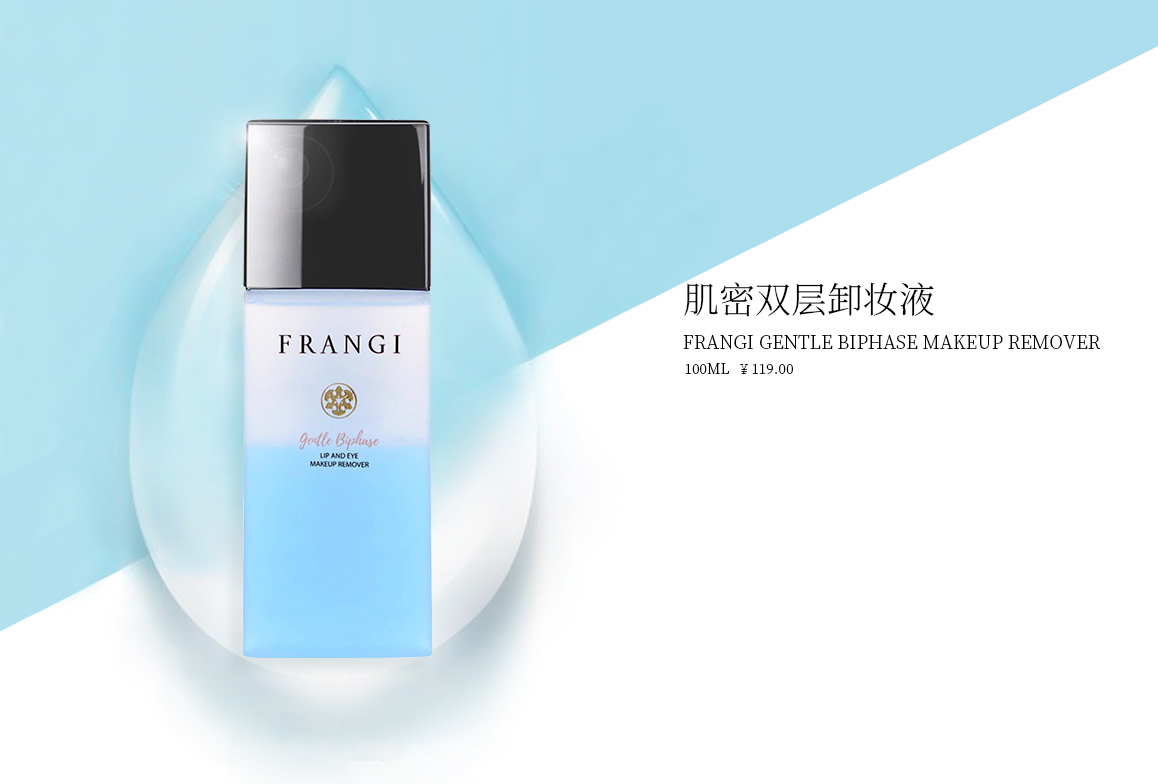 FRANGI
Gentle Biphase
LIP AND EYE
MAKEUP REMOVER
肌密双层卸妆液
FRANGI GENTLE BIPHASE MAKEUP REMOVER
100ML ¥ 119.00